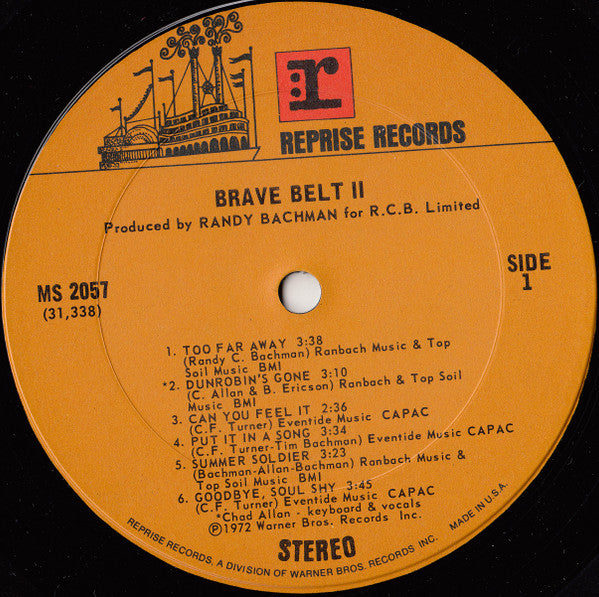 r
REPRISE RECORDS
BRAVE BELT II
Produced by RANDY BACHMAN for R.C.B. Limited
MS 2057
(31,338)
SIDE
1
1. TOO FAR AWAY 3:38
(Randy C. Bachman) Ranbach Music & Top
Soil Music BMI
*2. DUNROBIN'S GONE 3:10
(C. Allan & B. Ericson) Ranbach & Top Soil
Music BMI
3. CAN YOU FEEL IT 2:36
(C.F. Turner) Eventide Music CAPAC
4. PUT IT IN A SONG 3:34
(C.F. Turner-Tim Bachman) Eventide Music CAPAC
5. SUMMER SOLDIER 3:23
(Bachman-Allan-Bachman) Ranbach Music &
Top Soil Music BMI
6. GOODBYE, SOUL SHY 3:45
(C.F. Turner) Eventide Music CAPAC
*Chad Allan - keyboard & vocals
Ⓟ1972 Warner Bros. Records Inc.
STEREO
REPRISE RECORDS, A DIVISION OF WARNER BROS. RECORDS INC. MADE IN U.S.A.